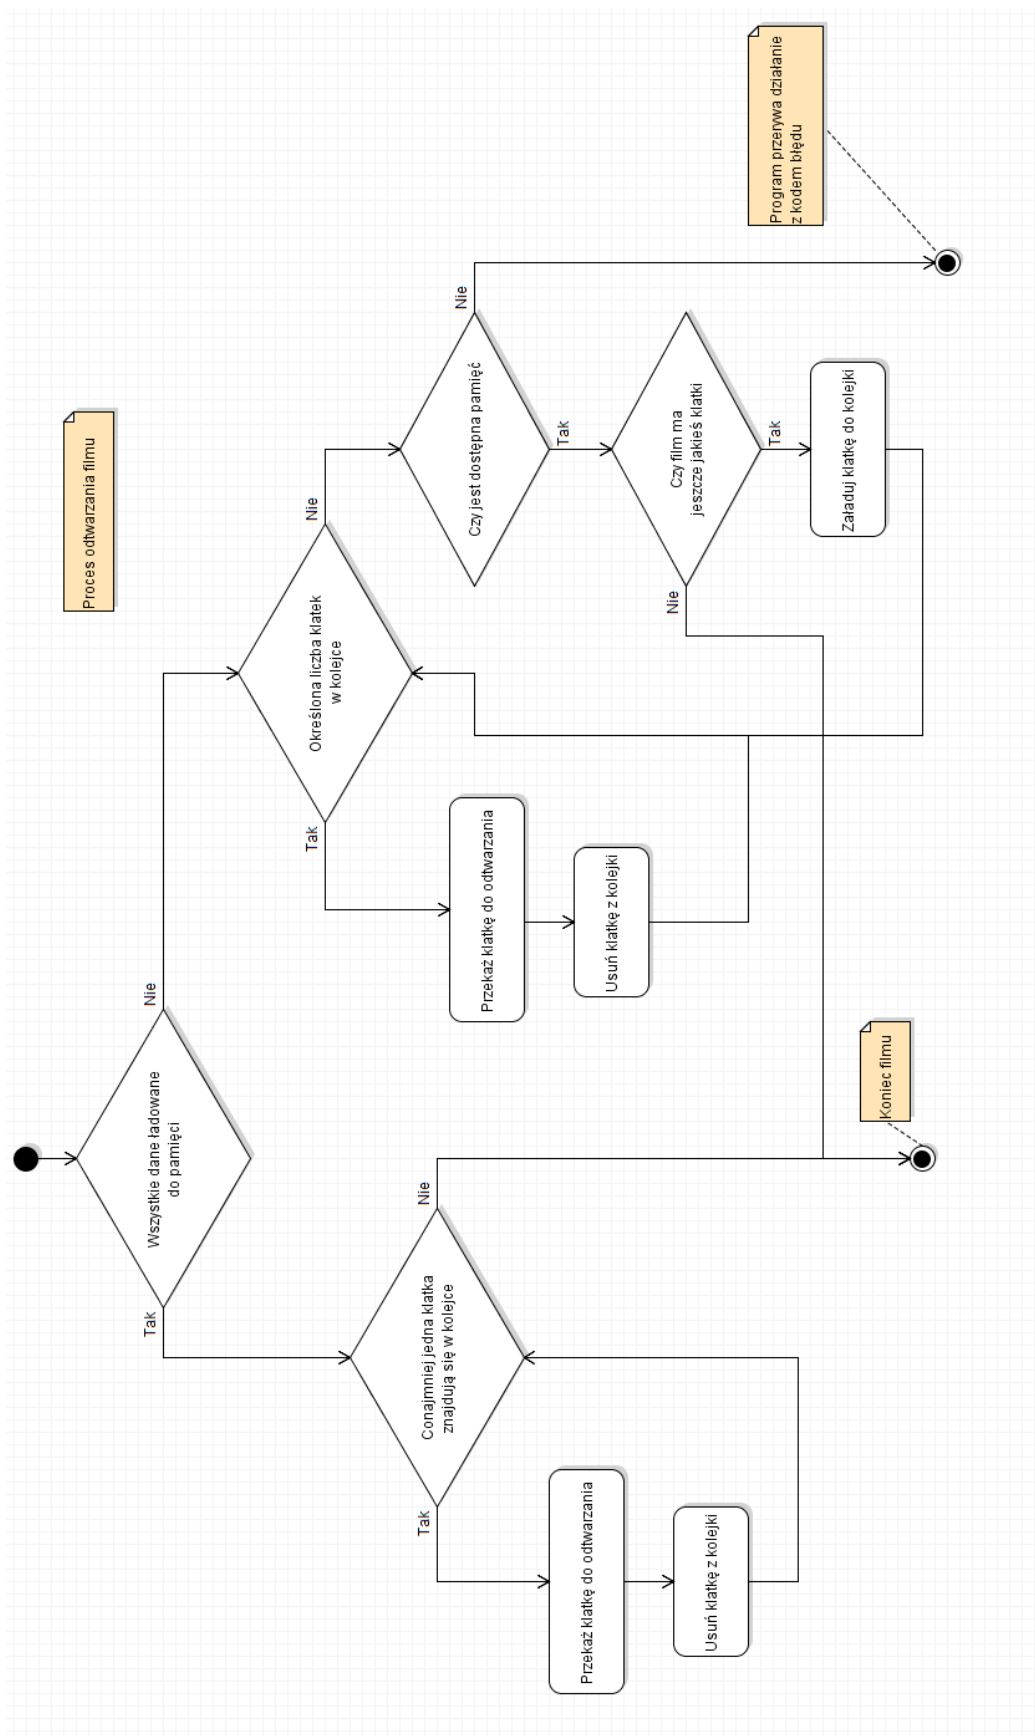 Proces odtwarzania filmu
Wszystkie dane ładowane
do pamięci
Tak
Nie
Określona liczba klatek
w kolejce
Tak
Nie
Conajmniej jedna klatka
znajdują się w kolejce
Tak
Nie
Czy jest dostępna pamięć
Nie
Tak
Przekaż klatkę do odtwarzania
Przekaż klatkę do odtwarzania
Usuń klatkę z kolejki
Czy film ma
jeszcze jakieś klatki
Nie
Tak
Usuń klatkę z kolejki
Program przerywa działanie
z kodem błędu
Załaduj klatkę do kolejki
Koniec filmu